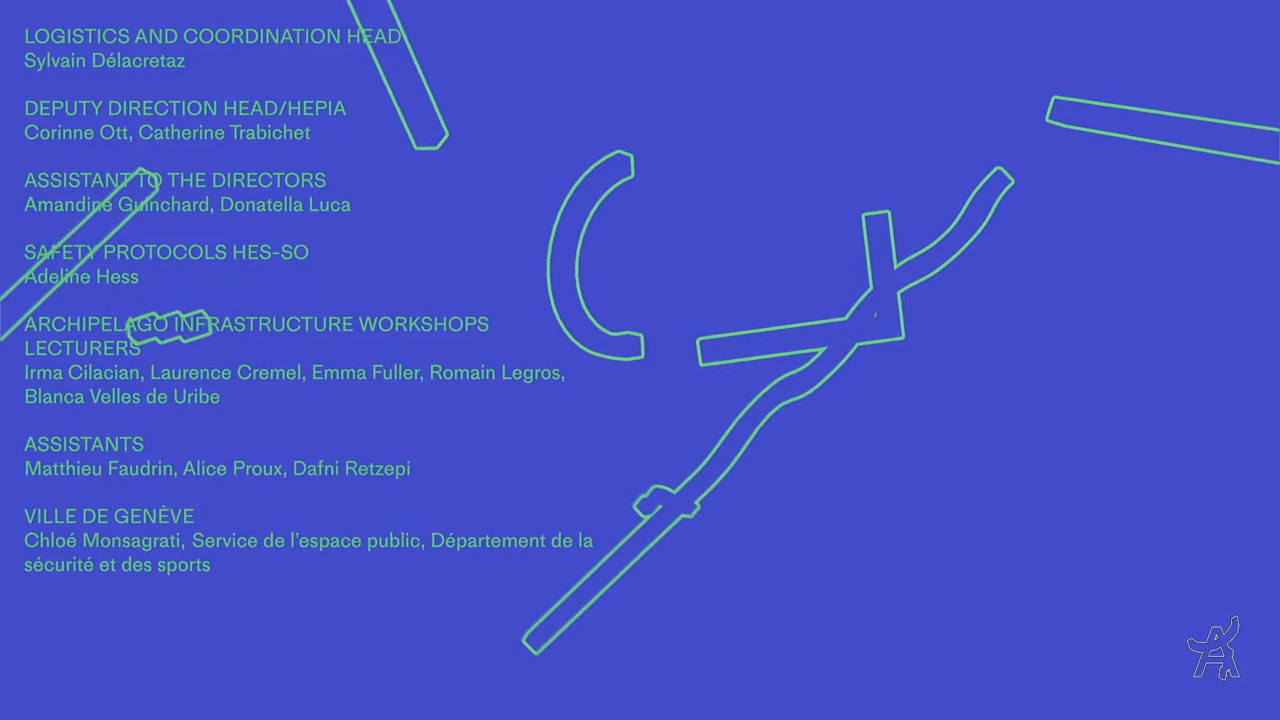 LOGISTICS AND COORDINATION HEAD
Sylvain Délacretaz
DEPUTY DIRECTION HEAD/HEPIA
Corinne Ott, Catherine Trabichet
ASSISTANT TO THE DIRECTORS
Amandine Guinchard, Donatella Luca
SAFETY PROTOCOLS HES-SO
Adeline Hess
ARCHIPELAGO INFRASTRUCTURE WORKSHOPS
LECTURERS
Irma Cilacian, Laurence Cremel, Emma Fuller, Romain Legros,
Blanca Velles de Uribe
ASSISTANTS
Matthieu Faudrin, Alice Proux, Dafni Retzepi
VILLE DE GENÈVE
Chloé Monsagrati, Service de l’espace public, Département de la
sécurité et des sports